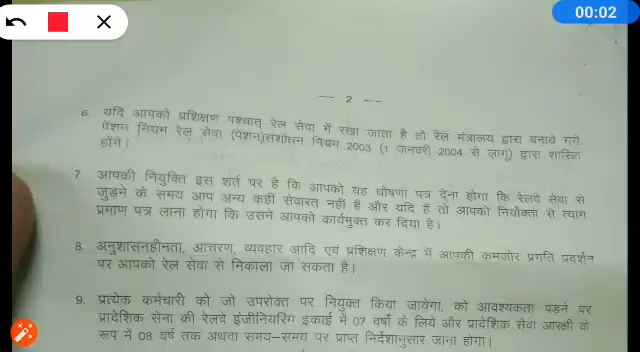 00:02
-- 2 --
6. यदि आपको प्रशिक्षण पश्चात् रेल सेवा में रखा जाता है तो रेल मंत्रालय द्वारा बनाये गये
पेंशन नियम रेल सेवा (पेंशन)संशोधन नियम 2003 (1 जनवरी 2004 से लागू) द्वारा शासित
होंगे।
7 आपकी नियुक्ति इस शर्त पर है कि आपको यह घोषणा पत्र देना होगा कि रेलवे सेवा से
जुड़ने के समय आप अन्य कहीं सेवारत नहीं हैं और यदि हैं तो आपको नियोक्ता से त्याग
प्रमाण पत्र लाना होगा कि उसने आपको कार्यमुक्त कर दिया है।
8. अनुशासनहीनता, आचरण, व्यवहार आदि एवं प्रशिक्षण केन्द्र में आपकी कमजोर प्रगति प्रदर्शन
पर आपको रेल सेवा से निकाला जा सकता है।
9. प्रत्येक कर्मचारी को जो उपरोक्त पर नियुक्त किया जायेगा, को आवश्यकता पड़ने पर
प्रादेशिक सेना की रेलवे इंजीनियरिंग इकाई में 07 वर्षों के लिये और प्रादेशिक सेवा आरक्षी के
रूप में 08 वर्ष तक अथवा समय-समय पर प्राप्त निर्देशानुसार जाना होगा।